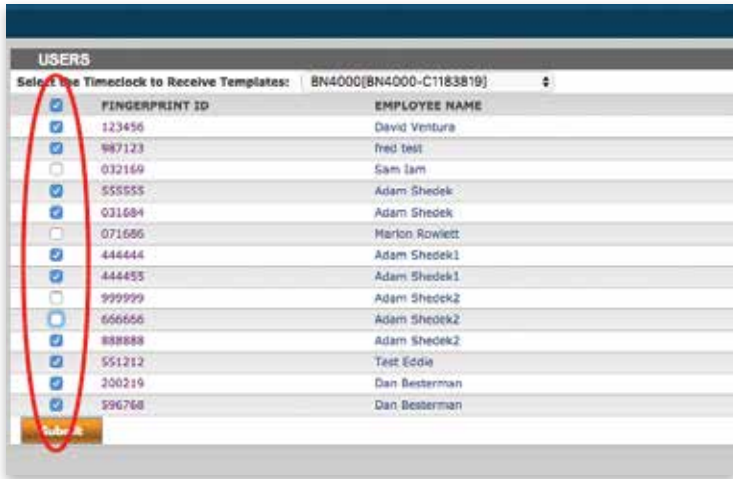 USERS
Select the Timeclock to Receive Templates: BN4000[BN4000-C1183819]
FINGERPRINT ID EMPLOYEE NAME
123456 David Ventura
987123 fred test
032169 Sam Iam
555555 Adam Shedek
031684 Adam Shedek
071686 Marlon Rowlett
444444 Adam Shedek1
444455 Adam Shedek1
999999 Adam Shedek2
666666 Adam Shedek2
888888 Adam Shedek2
551212 Test Eddie
200219 Dan Besterman
596768 Dan Besterman
Submit